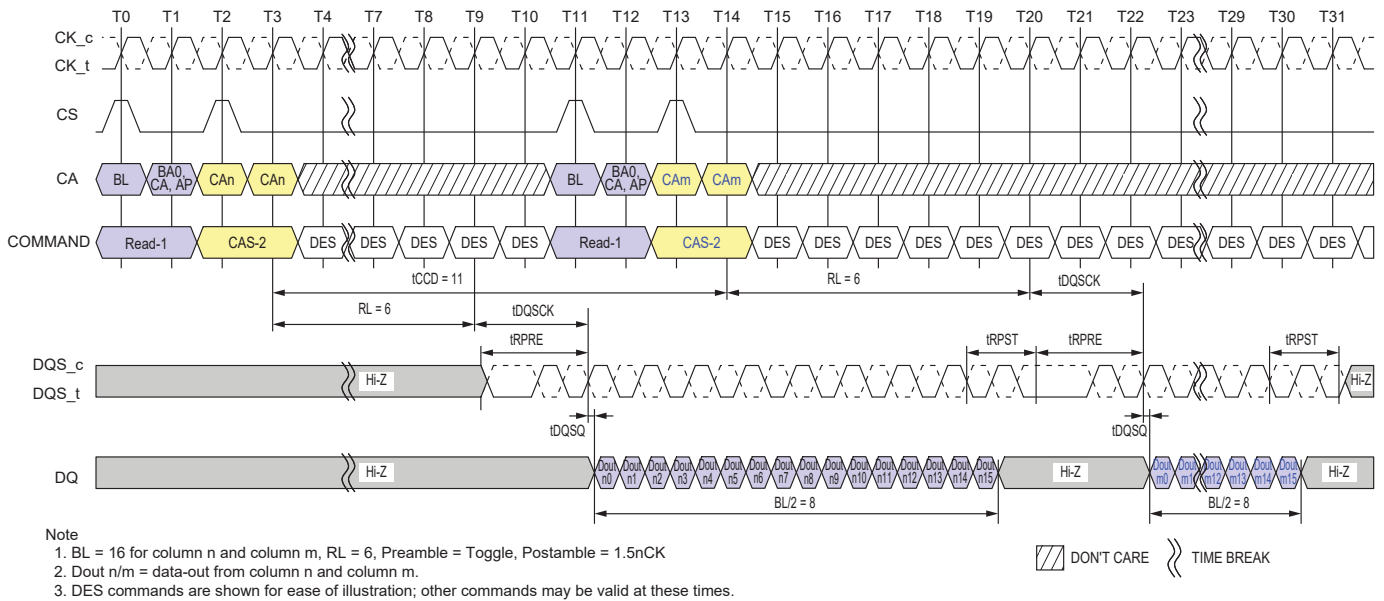 T0 T1 T2 T3 T4 T7 T8 T9 T10 T11 T12 T13 T14 T15 T16 T17 T18 T19 T20 T21 T22 T23 T29 T30 T31
CK_c
CK_t
CS
CA BL BA0, CA, AP CAn CAn BL BA0, CA, AP CAm CAm
COMMAND Read-1 CAS-2 DES DES DES DES DES Read-1 CAS-2 DES DES DES DES DES DES DES DES DES DES DES DES
tCCD = 11 RL = 6 tDQSCK
RL = 6 tDQSCK
tRPRE tRPST tRPRE tRPST
DQS_c
DQS_t
Hi-Z Hi-Z
tDQSQ tDQSQ
DQ Hi-Z Dout n0 Dout n1 Dout n2 Dout n3 Dout n4 Dout n5 Dout n6 Dout n7 Dout n8 Dout n9 Dout n10 Dout n11 Dout n12 Dout n13 Dout n14 Dout n15 Hi-Z Dout m0 Dout m1 Dout m12 Dout m13 Dout m14 Dout m15 Hi-Z
BL/2 = 8 BL/2 = 8
Note
1. BL = 16 for column n and column m, RL = 6, Preamble = Toggle, Postamble = 1.5nCK
2. Dout n/m = data-out from column n and column m.
3. DES commands are shown for ease of illustration; other commands may be valid at these times.
DON'T CARE TIME BREAK